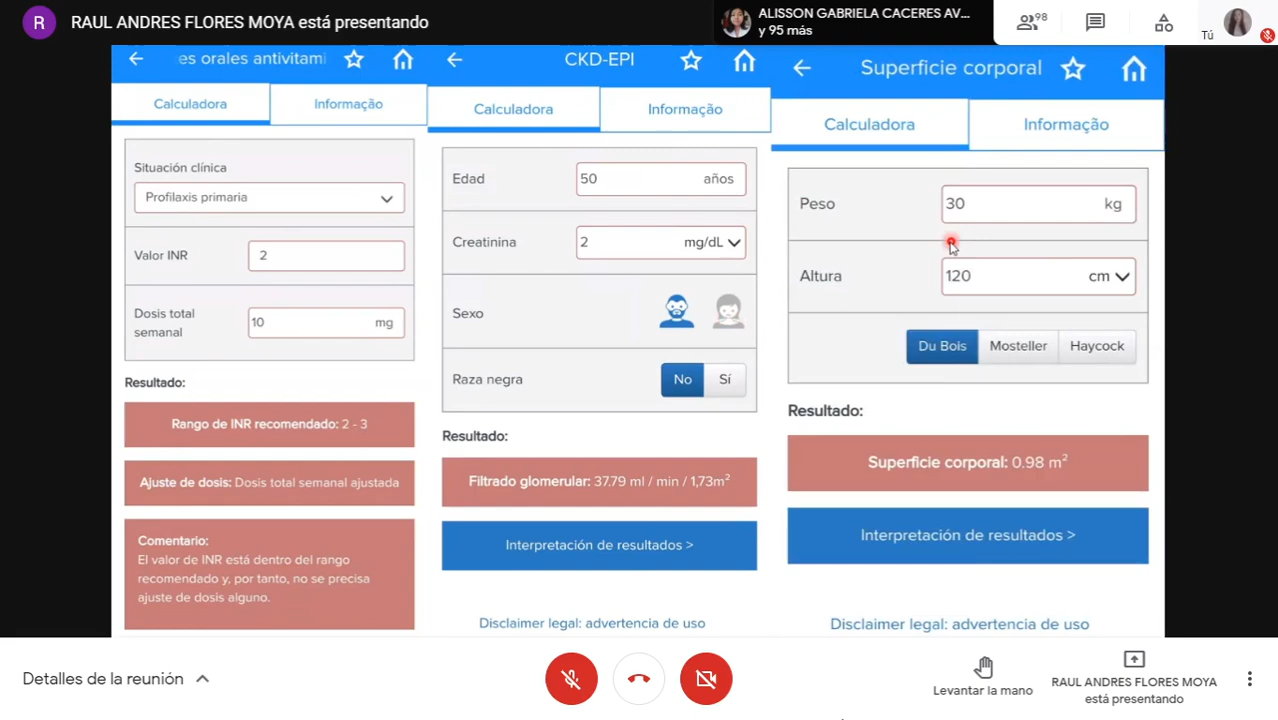 R RAUL ANDRES FLORES MOYA está presentando
ALISSON GABRIELA CACERES AV...
y 95 más
98
Tú
es orales antivitami
Calculadora
Informação
Situación clínica
Profilaxis primaria
Valor INR
2
Dosis total
semanal
10 mg
Resultado:
Rango de INR recomendado: 2 - 3
Ajuste de dosis: Dosis total semanal ajustada
Comentario:
El valor de INR está dentro del rango
recomendado y, por tanto, no se precisa
ajuste de dosis alguno.
CKD-EPI
Calculadora
Informação
Edad 50 años
Creatinina 2 mg/dL
Sexo
Raza negra No Sí
Resultado:
Filtrado glomerular: 37.79 ml / min / 1,73m²
Interpretación de resultados >
Disclaimer legal: advertencia de uso
Superficie corporal
Calculadora
Informação
Peso 30 kg
Altura 120 cm
Du Bois Mosteller Haycock
Resultado:
Superficie corporal: 0.98 m²
Interpretación de resultados >
Disclaimer legal: advertencia de uso
Detalles de la reunión
Levantar la mano
RAUL ANDRES FLORES MOYA
está presentando